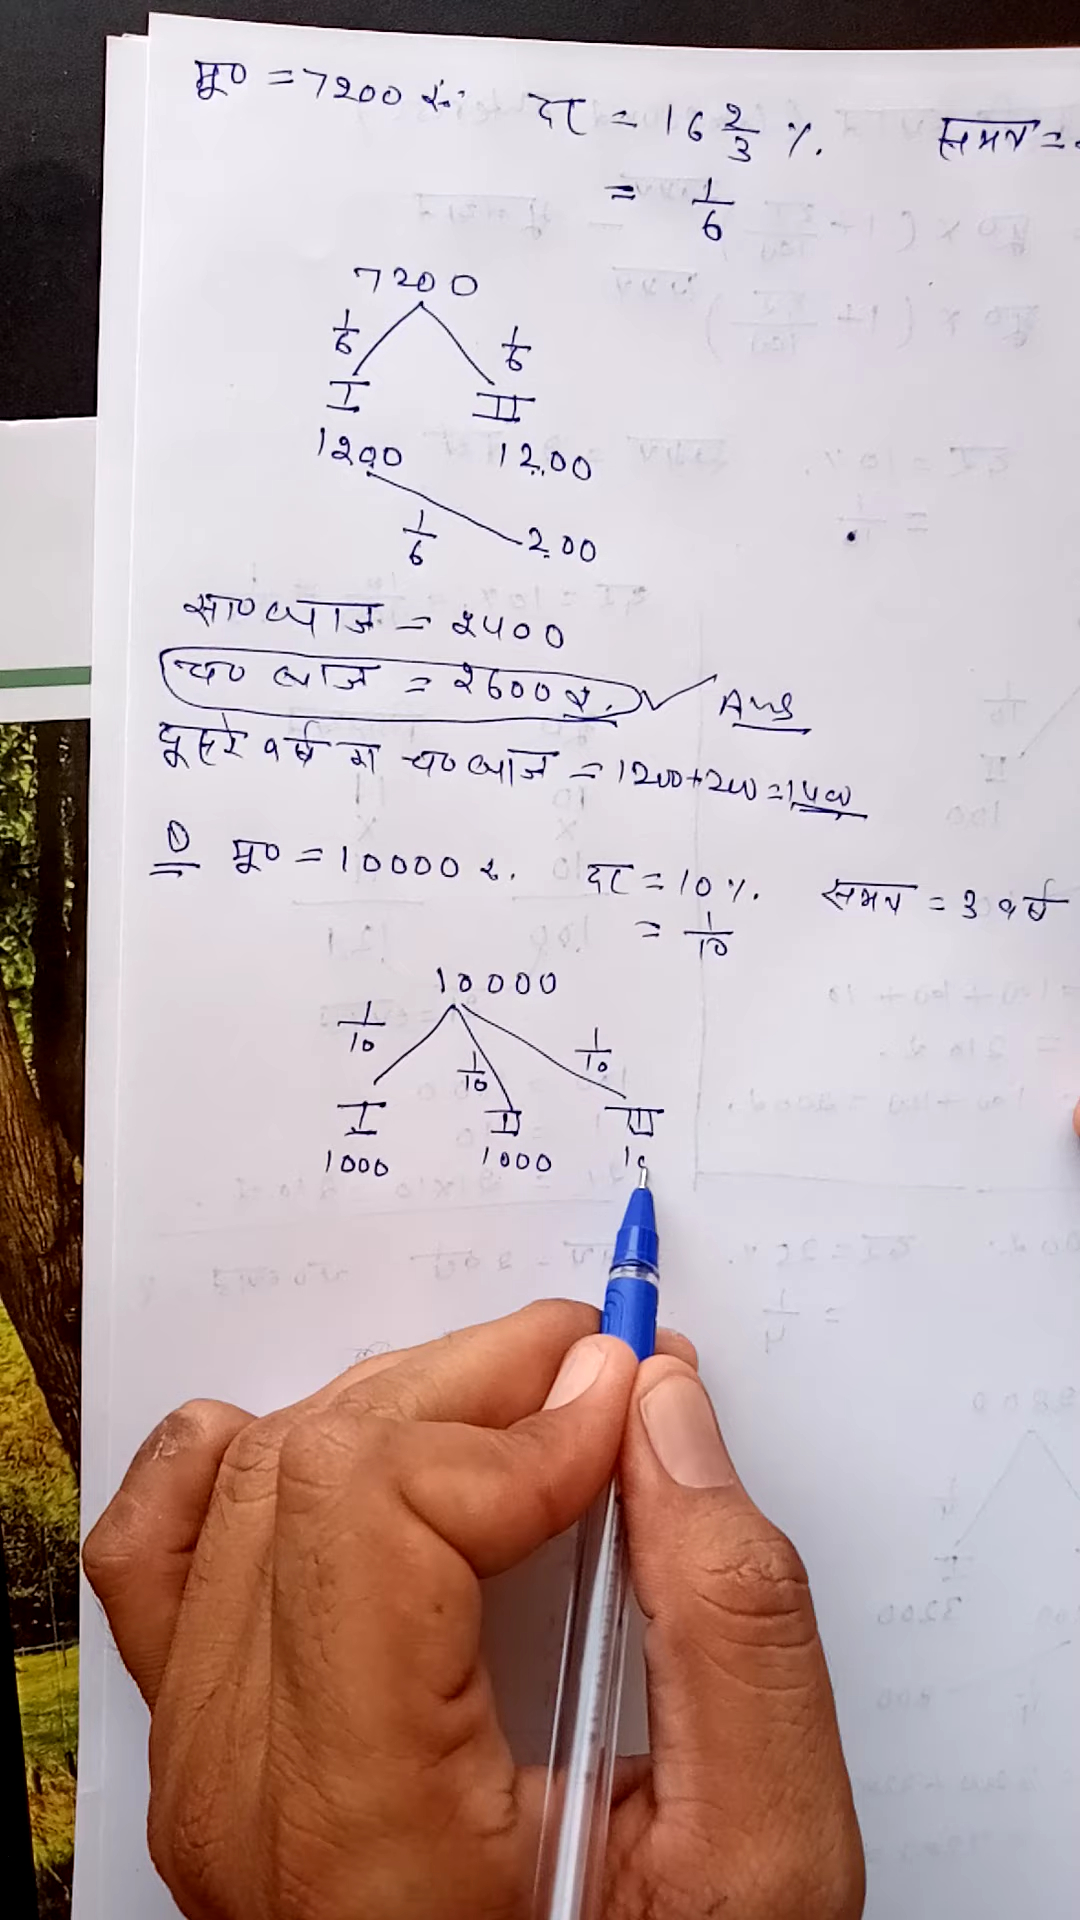 मू० = 7200 रु. दर = 16 2/3 %. समय =
= 1/6
7200
1/6 1/6
I II
1200 1200
1/6 200
सा० ब्याज = 2400
च० ब्याज = 2600 रु. ✓ Ans
दूसरे वर्ष का च० ब्याज = 1200+200=1400
Q मू० = 10000 रु. दर = 10%. समय = 3 वर्ष
= 1/10
10000
1/10 1/10 1/10
I II III
1000 1000 10